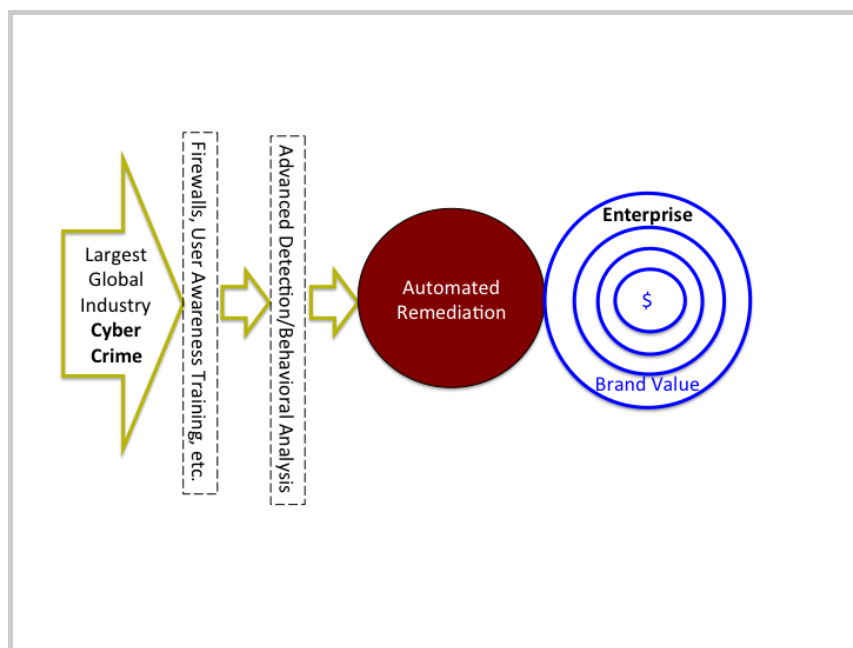 Largest
Global
Industry
Cyber
Crime
Firewalls, User Awareness Training, etc.
Advanced Detection/Behavioral Analysis
Automated
Remediation
Enterprise
$
Brand Value